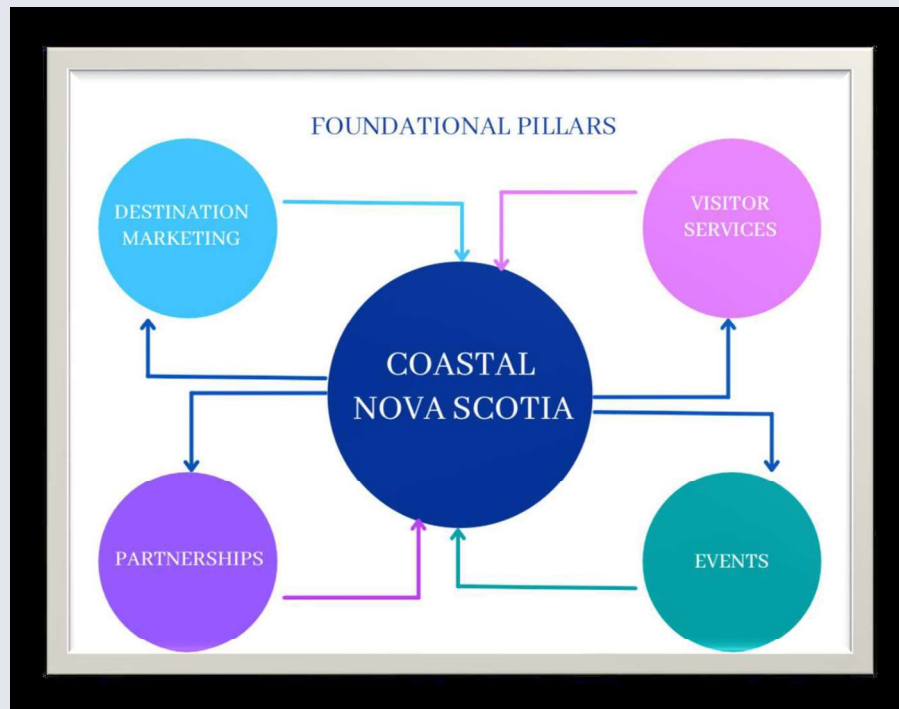 FOUNDATIONAL PILLARS
DESTINATION
MARKETING
VISITOR
SERVICES
COASTAL
NOVA SCOTIA
PARTNERSHIPS
EVENTS